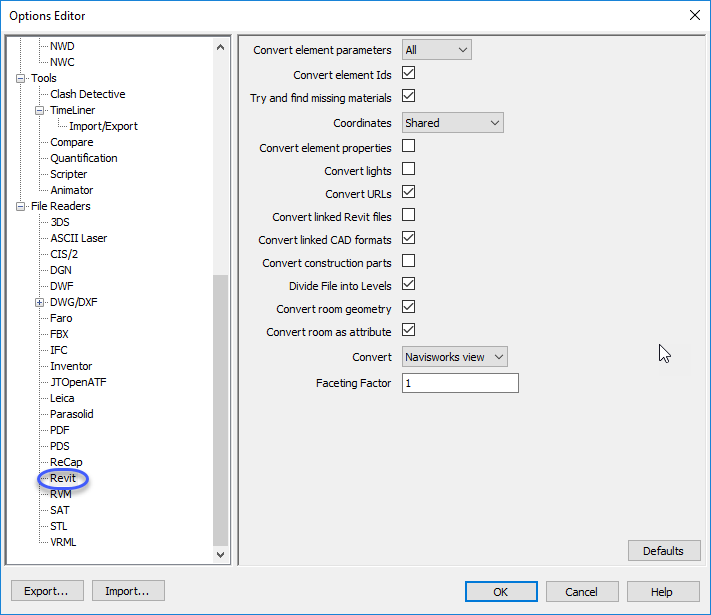 Options Editor
NWD
NWC
Tools
Clash Detective
TimeLiner
Import/Export
Compare
Quantification
Scripter
Animator
File Readers
3DS
ASCII Laser
CIS/2
DGN
DWF
DWG/DXF
Faro
FBX
IFC
Inventor
JTOpenATF
Leica
Parasolid
PDF
PDS
ReCap
Revit
RVM
SAT
STL
VRML
Convert element parameters All
Convert element Ids
Try and find missing materials
Coordinates Shared
Convert element properties
Convert lights
Convert URLs
Convert linked Revit files
Convert linked CAD formats
Convert construction parts
Divide File into Levels
Convert room geometry
Convert room as attribute
Convert Navisworks view
Faceting Factor 1
Defaults
Export... Import... OK Cancel Help